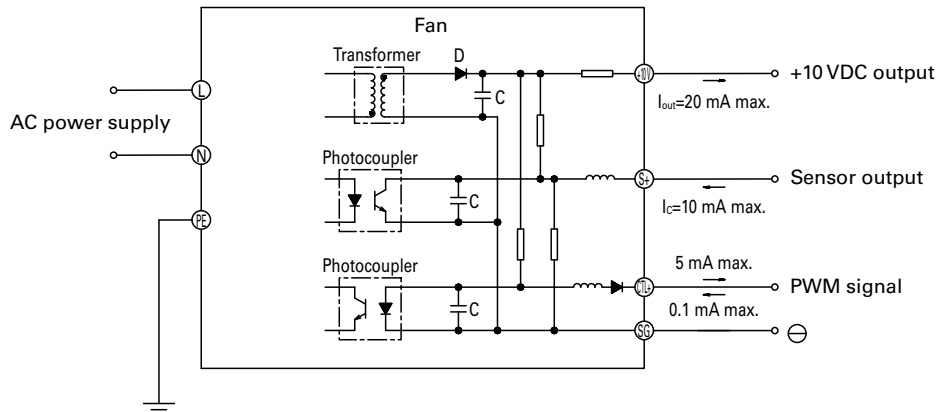 Fan
Transformer
D
+10V
+10 VDC output
Iout=20 mA max.
C
L
AC power supply
N
Photocoupler
S+
Sensor output
IC=10 mA max.
C
PE
Photocoupler
5 mA max.
CTL+
PWM signal
0.1 mA max.
C
SG
⊖